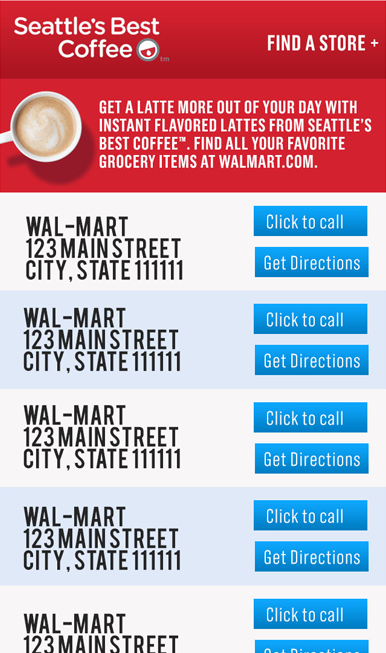 Seattle's Best
Coffee tm
FIND A STORE +
GET A LATTE MORE OUT OF YOUR DAY WITH
INSTANT FLAVORED LATTES FROM SEATTLE'S
BEST COFFEE™. FIND ALL YOUR FAVORITE
GROCERY ITEMS AT WALMART.COM.
WAL-MART
123 MAIN STREET
CITY, STATE 111111
Click to call
Get Directions
WAL-MART
123 MAIN STREET
CITY, STATE 111111
Click to call
Get Directions
WAL-MART
123 MAIN STREET
CITY, STATE 111111
Click to call
Get Directions
WAL-MART
123 MAIN STREET
CITY, STATE 111111
Click to call
Get Directions
WAL-MART
123 MAIN STREET
Click to call
Get Directions